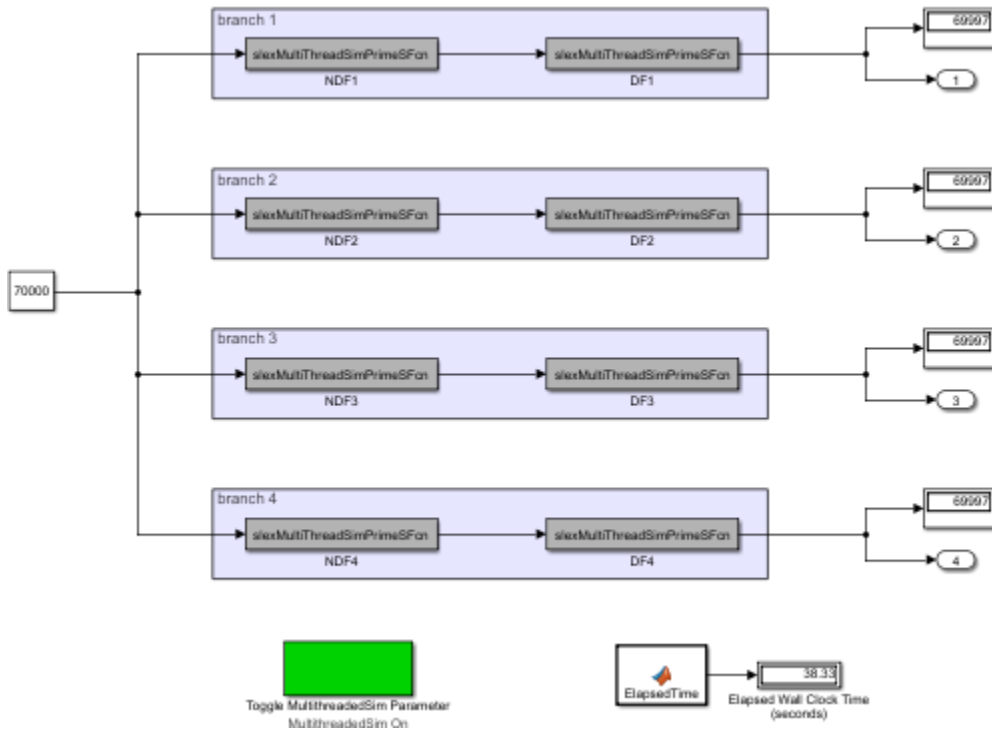 branch 1
slexMultiThreadSimPrimeSFcn
NDF1
slexMultiThreadSimPrimeSFcn
DF1
69997
1
branch 2
slexMultiThreadSimPrimeSFcn
NDF2
slexMultiThreadSimPrimeSFcn
DF2
69997
2
70000
branch 3
slexMultiThreadSimPrimeSFcn
NDF3
slexMultiThreadSimPrimeSFcn
DF3
69997
3
branch 4
slexMultiThreadSimPrimeSFcn
NDF4
slexMultiThreadSimPrimeSFcn
DF4
69997
4
Toggle MultithreadedSim Parameter
MultithreadedSim On
ElapsedTime
38.33
Elapsed Wall Clock Time
(seconds)